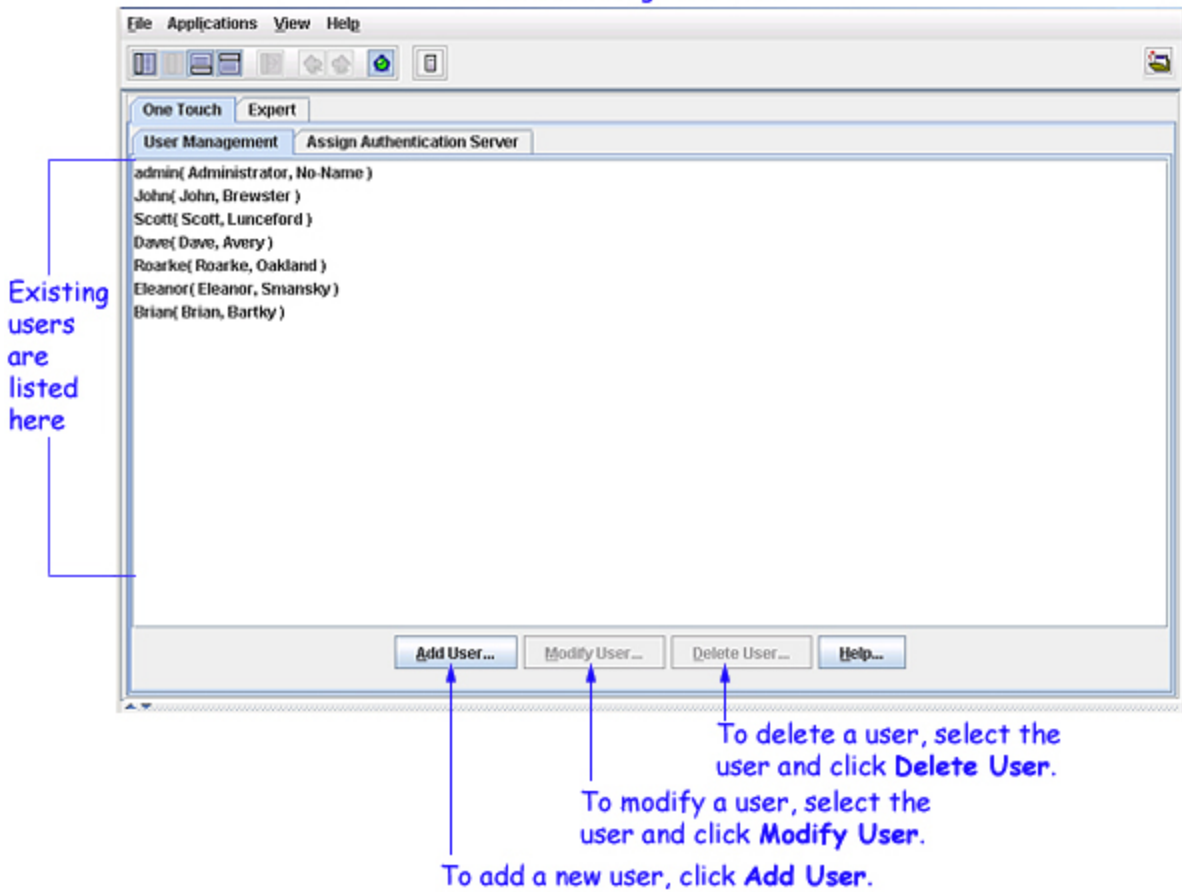 File Applications View Help
One Touch Expert
User Management Assign Authentication Server
admin( Administrator, No-Name )
John( John, Brewster )
Scott( Scott, Lunceford )
Dave( Dave, Avery )
Roarke( Roarke, Oakland )
Eleanor( Eleanor, Smansky )
Brian( Brian, Bartky )
Existing
users
are
listed
here
Add User... Modify User... Delete User... Help...
To delete a user, select the
user and click Delete User.
To modify a user, select the
user and click Modify User.
To add a new user, click Add User.